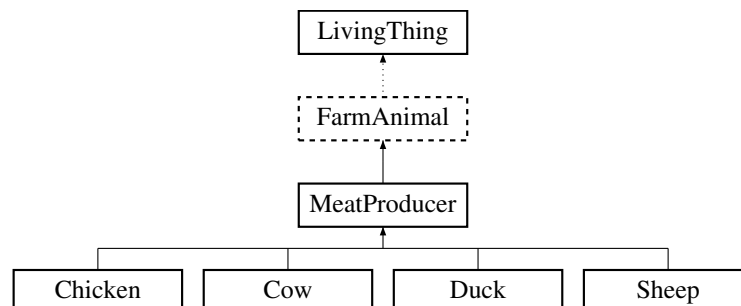 LivingThing
FarmAnimal
MeatProducer
Chicken Cow Duck Sheep